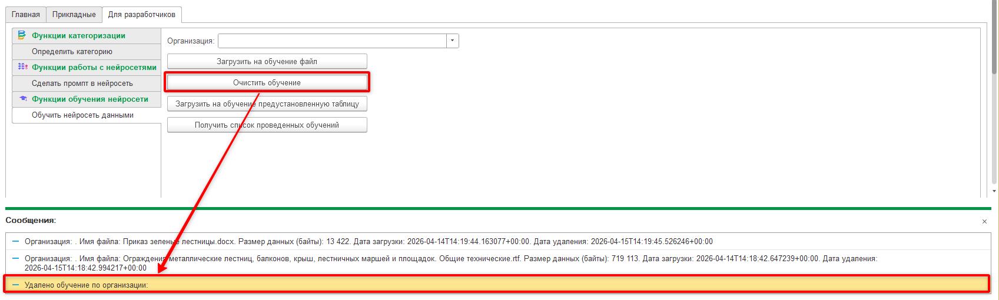 Главная Прикладные Для разработчиков
Функции категоризации
Определить категорию
Функции работы с нейросетями
Сделать промпт в нейросеть
Функции обучения нейросети
Обучить нейросеть данными
Организация:
Загрузить на обучение файл
Очистить обучение
Загрузить на обучение предустановленную таблицу
Получить список проведенных обучений
Сообщения:
Организация: . Имя файла: Приказ зеленые лестницы.docx. Размер данных (байты): 13 422. Дата загрузки: 2026-04-14T14:19:44.163077+00:00. Дата удаления: 2026-04-15T14:19:45.526246+00:00
Организация: . Имя файла: Ограждения металлические лестниц, балконов, крыш, лестничных маршей и площадок. Общие технические.rtf. Размер данных (байты): 719 113. Дата загрузки: 2026-04-14T14:18:42.647239+00:00. Дата удаления:
2026-04-15T14:18:42.994217+00:00
Удалено обучение по организации: